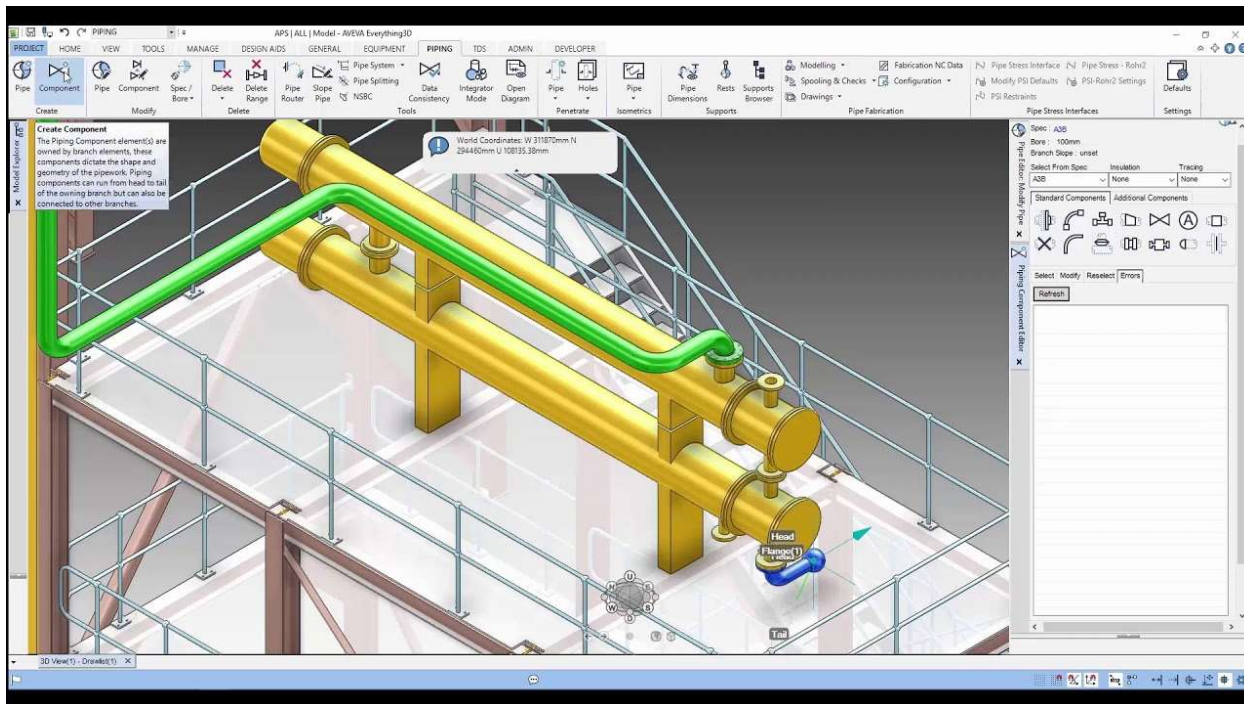 PIPING
APS | ALL | Model - AVEVA Everything3D
PROJECT HOME VIEW TOOLS MANAGE DESIGN AIDS GENERAL EQUIPMENT PIPING TDS ADMIN DEVELOPER
Pipe
Component
Create
Pipe
Component
Spec / Bore
Modify
Delete
Delete Range
Delete
Pipe Router
Slope Pipe
Pipe System
Pipe Splitting
NSBC
Data Consistency
Integrator Mode
Open Diagram
Tools
Pipe
Holes
Penetrate
Pipe
Isometrics
Pipe Dimensions
Rests
Supports Browser
Supports
Modelling
Spooling & Checks
Drawings
Fabrication NC Data
Configuration
Pipe Fabrication
Pipe Stress Interface
Modify PSI Defaults
PSI Restraints
Pipe Stress - Rohr2
PSI-Rohr2 Settings
Pipe Stress Interfaces
Defaults
Settings
Model Explorer
Create Component
The Piping Component element(s) are
owned by branch elements, these
components dictate the shape and
geometry of the pipework. Piping
components can run from head to tail
of the owning branch but can also be
connected to other branches.
World Coordinates: W 311870mm N
294460mm U 108135.38mm
Head
Flange(1)
Tail
U
N
E
W
S
D
Pipe Editor: Modify Pipe
Piping Component Editor
Spec : A3B
Bore : 100mm
Branch Slope : unset
Select From Spec Insulation Tracing
A3B None None
Standard Components Additional Components
A
Select Modify Reselect Errors
Refresh
3D View(1) - Drawlist(1)